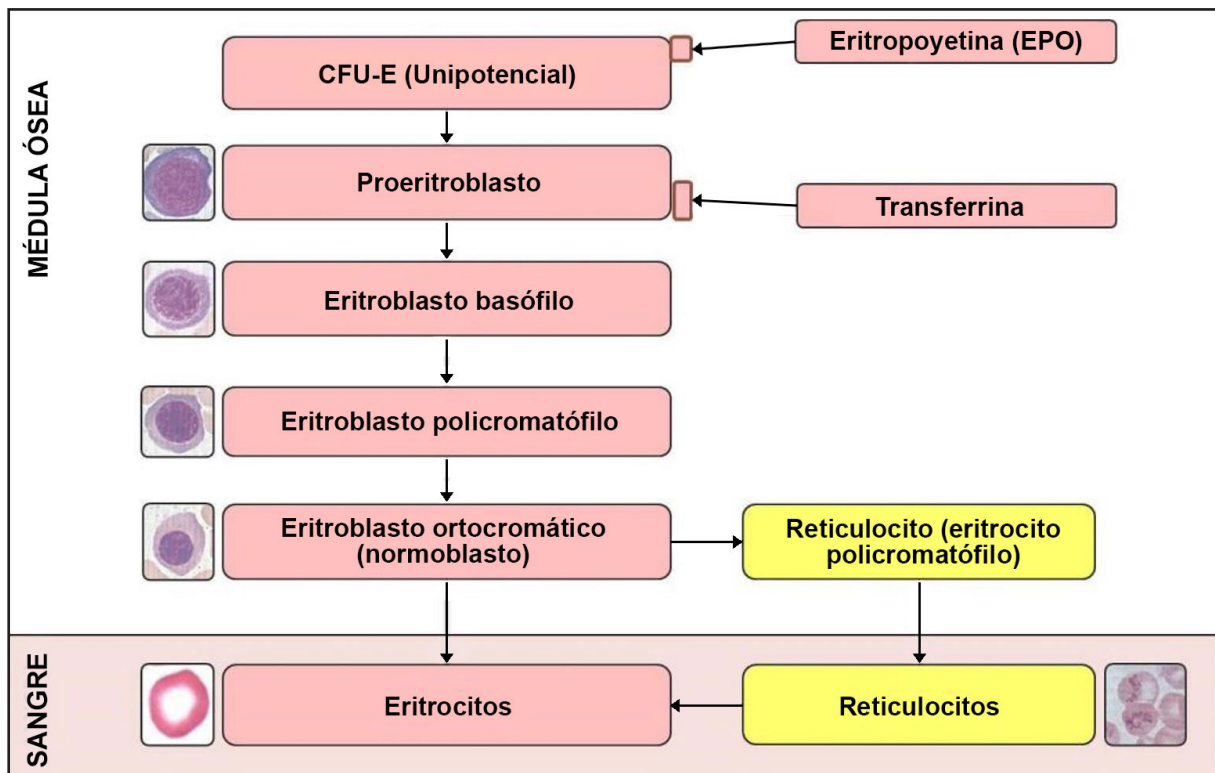 MÉDULA ÓSEA
Eritropoyetina (EPO)
CFU-E (Unipotencial)
Proeritroblasto
Transferrina
Eritroblasto basófilo
Eritroblasto policromatófilo
Eritroblasto ortocromático
(normoblasto)
Reticulocito (eritrocito
policromatófilo)
SANGRE
Eritrocitos
Reticulocitos